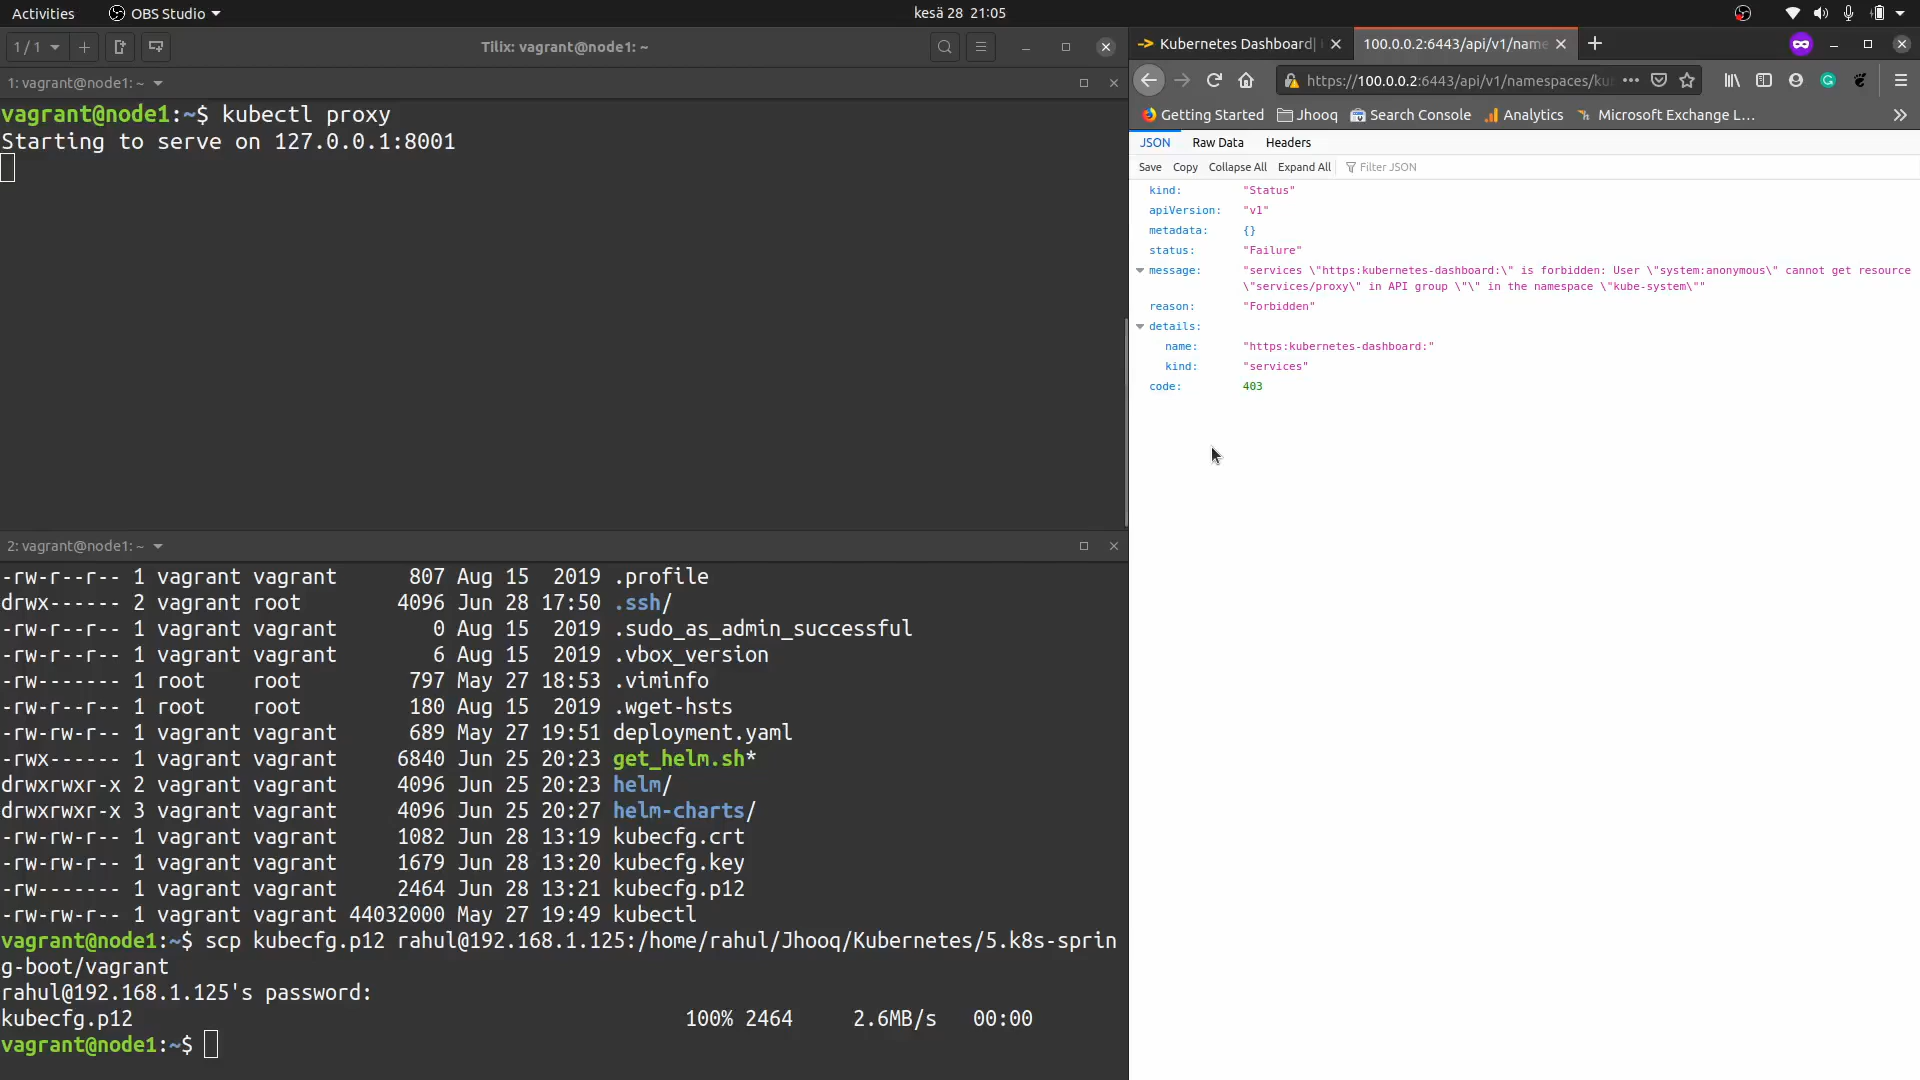 Activities OBS Studio kesä 28 21:05
1 / 1 Tilix: vagrant@node1: ~
1: vagrant@node1: ~
vagrant@node1:~$ kubectl proxy
Starting to serve on 127.0.0.1:8001
2: vagrant@node1: ~
-rw-r--r-- 1 vagrant vagrant 807 Aug 15 2019 .profile
drwx------ 2 vagrant root 4096 Jun 28 17:50 .ssh/
-rw-r--r-- 1 vagrant vagrant 0 Aug 15 2019 .sudo_as_admin_successful
-rw-r--r-- 1 vagrant vagrant 6 Aug 15 2019 .vbox_version
-rw------- 1 root root 797 May 27 18:53 .viminfo
-rw-r--r-- 1 root root 180 Aug 15 2019 .wget-hsts
-rw-rw-r-- 1 vagrant vagrant 689 May 27 19:51 deployment.yaml
-rwx------ 1 vagrant vagrant 6840 Jun 25 20:23 get_helm.sh*
drwxrwxr-x 2 vagrant vagrant 4096 Jun 25 20:23 helm/
drwxrwxr-x 3 vagrant vagrant 4096 Jun 25 20:27 helm-charts/
-rw-rw-r-- 1 vagrant vagrant 1082 Jun 28 13:19 kubecfg.crt
-rw-rw-r-- 1 vagrant vagrant 1679 Jun 28 13:20 kubecfg.key
-rw------- 1 vagrant vagrant 2464 Jun 28 13:21 kubecfg.p12
-rw-rw-r-- 1 vagrant vagrant 44032000 May 27 19:49 kubectl
vagrant@node1:~$ scp kubecfg.p12 rahul@192.168.1.125:/home/rahul/Jhooq/Kubernetes/5.k8s-sprin
g-boot/vagrant
rahul@192.168.1.125's password:
kubecfg.p12 100% 2464 2.6MB/s 00:00
vagrant@node1:~$
Kubernetes Dashboard| 100.0.0.2:6443/api/v1/name
https://100.0.0.2:6443/api/v1/namespaces/ku
Getting Started Jhooq Search Console Analytics Microsoft Exchange L…
JSON Raw Data Headers
Save Copy Collapse All Expand All Filter JSON
kind: "Status"
apiVersion: "v1"
metadata: {}
status: "Failure"
message: "services \"https:kubernetes-dashboard:\" is forbidden: User \"system:anonymous\" cannot get resource
\"services/proxy\" in API group \"\" in the namespace \"kube-system\""
reason: "Forbidden"
details:
name: "https:kubernetes-dashboard:"
kind: "services"
code: 403